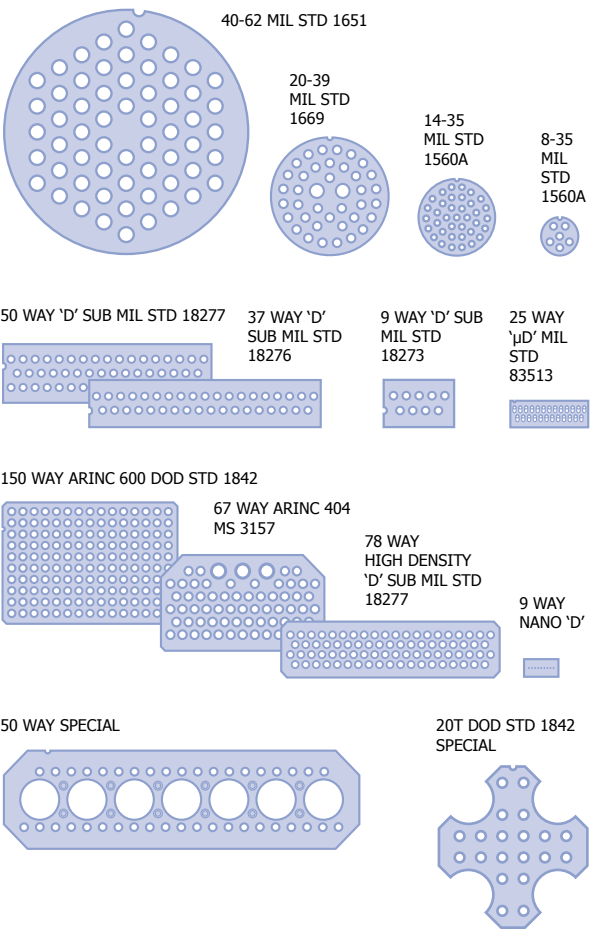 40-62 MIL STD 1651
20-39
MIL STD
1669
14-35
MIL STD
1560A
8-35
MIL
STD
1560A
50 WAY ‘D’ SUB MIL STD 18277
37 WAY ‘D’
SUB MIL STD
18276
9 WAY ‘D’ SUB
MIL STD
18273
25 WAY
‘µD’ MIL
STD
83513
150 WAY ARINC 600 DOD STD 1842
67 WAY ARINC 404
MS 3157
78 WAY
HIGH DENSITY
‘D’ SUB MIL STD
18277
9 WAY
NANO ‘D’
50 WAY SPECIAL
20T DOD STD 1842
SPECIAL